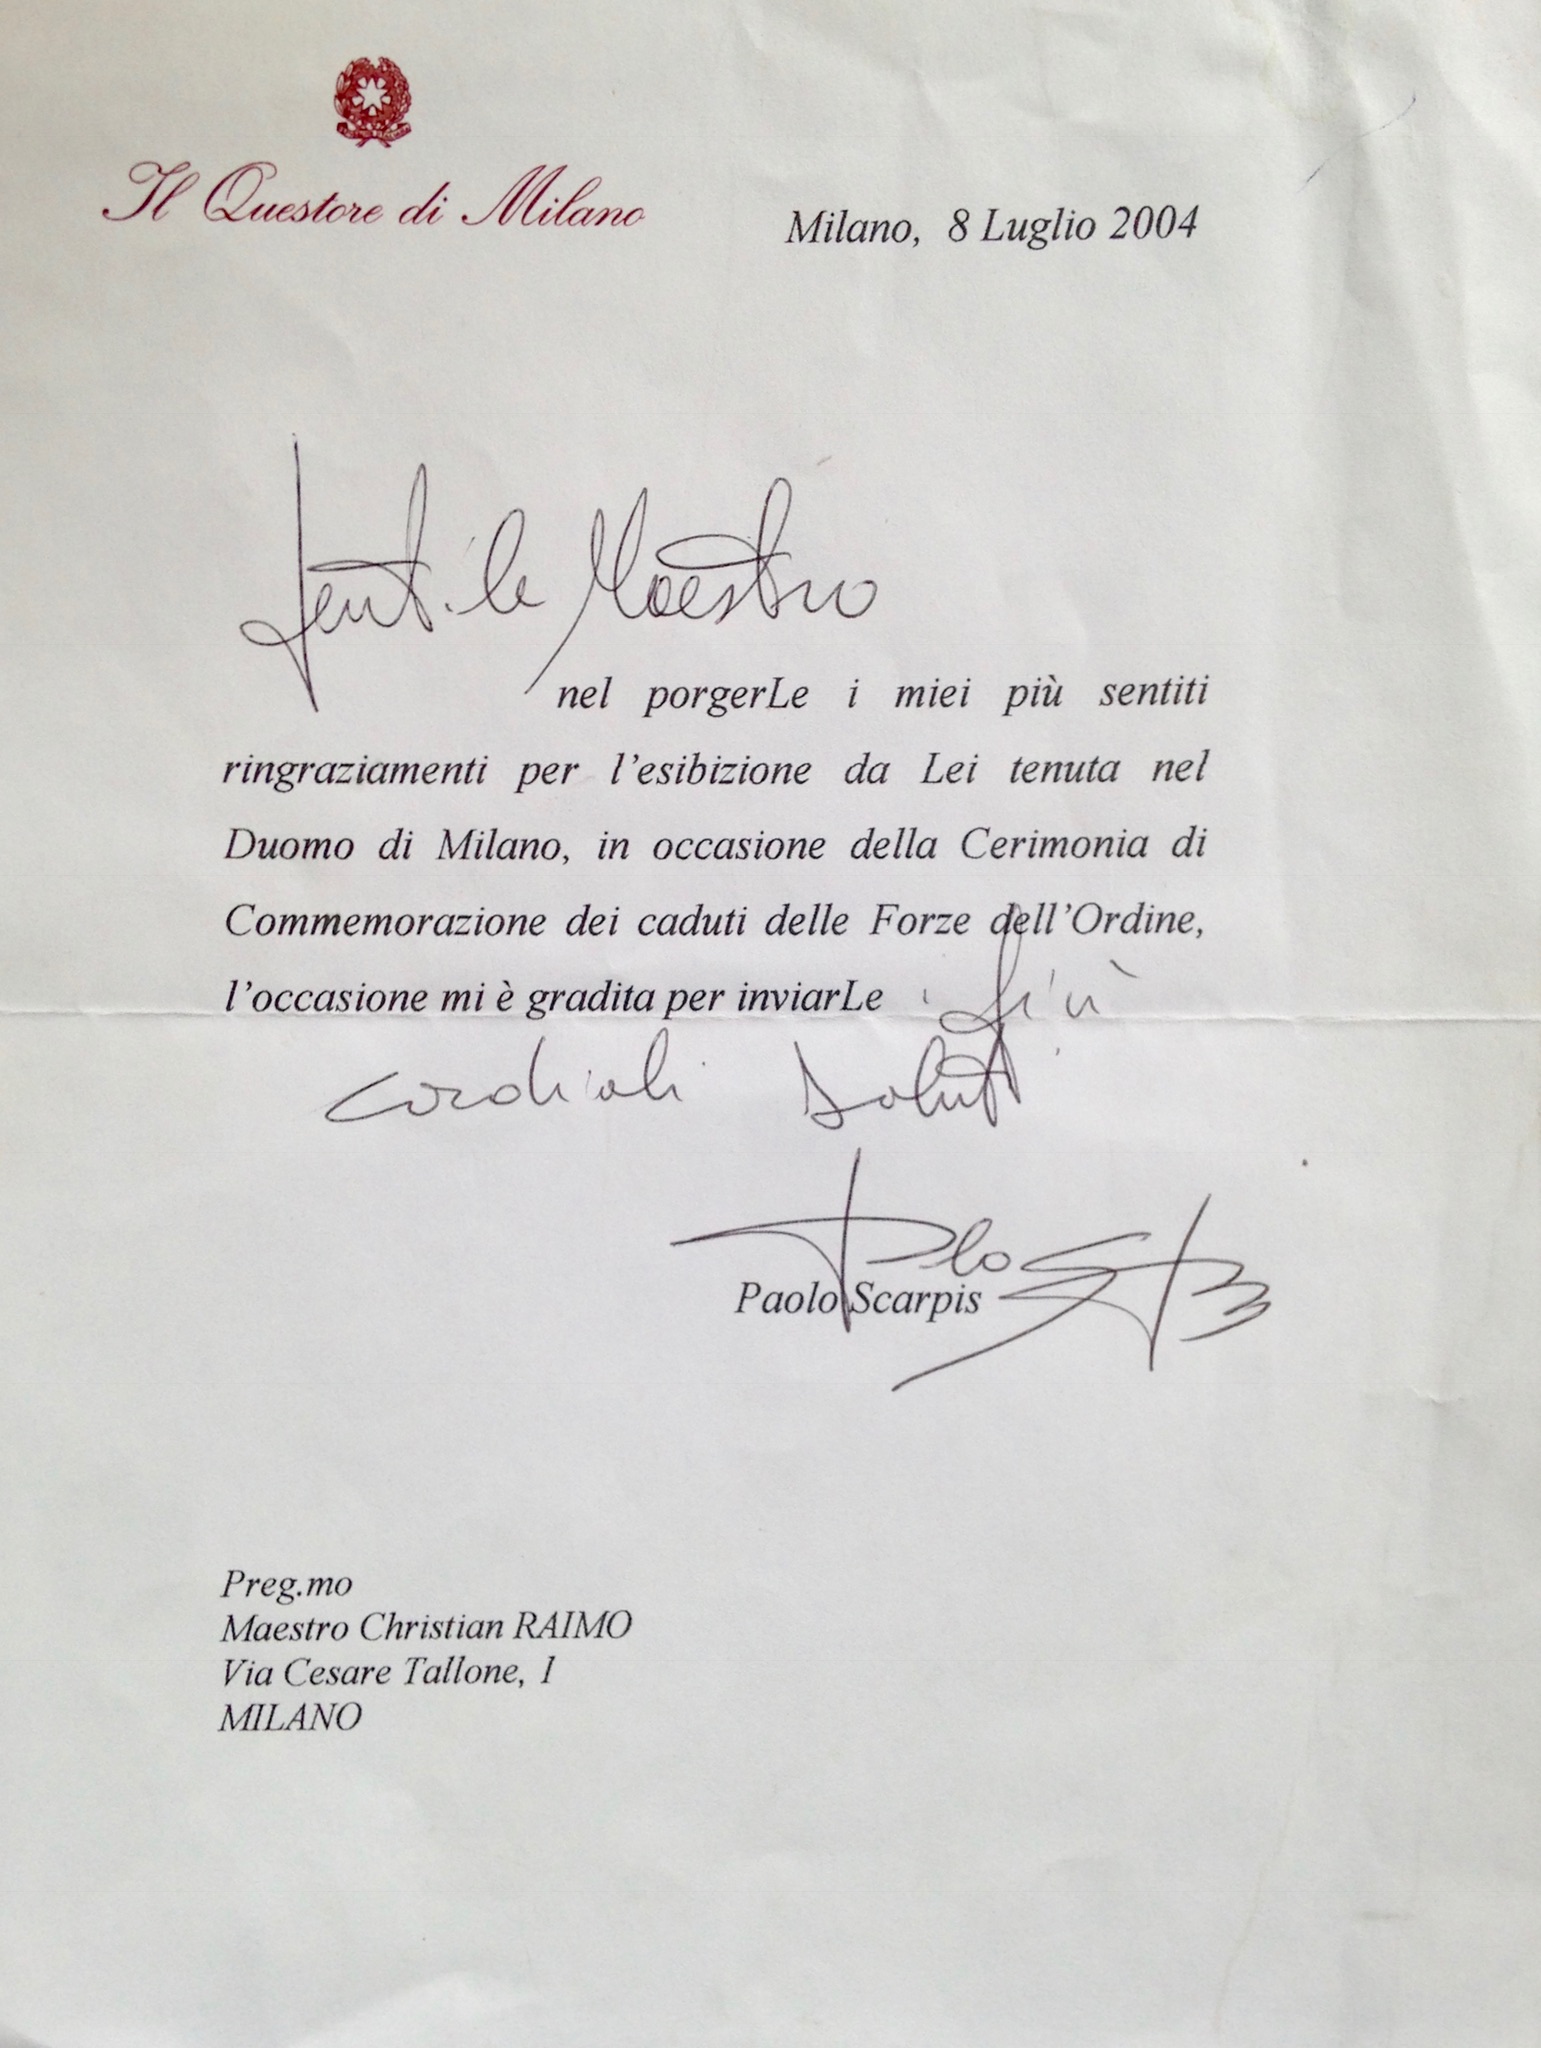 Il Questore di Milano
Milano, 8 Luglio 2004
Gentile Maestro
nel porgerLe i miei più sentiti
ringraziamenti per l'esibizione da Lei tenuta nel
Duomo di Milano, in occasione della Cerimonia di
Commemorazione dei caduti delle Forze dell'Ordine,
l'occasione mi è gradita per inviarLe i più
cordiali saluti
Paolo Scarpis
Preg.mo
Maestro Christian RAIMO
Via Cesare Tallone, 1
MILANO